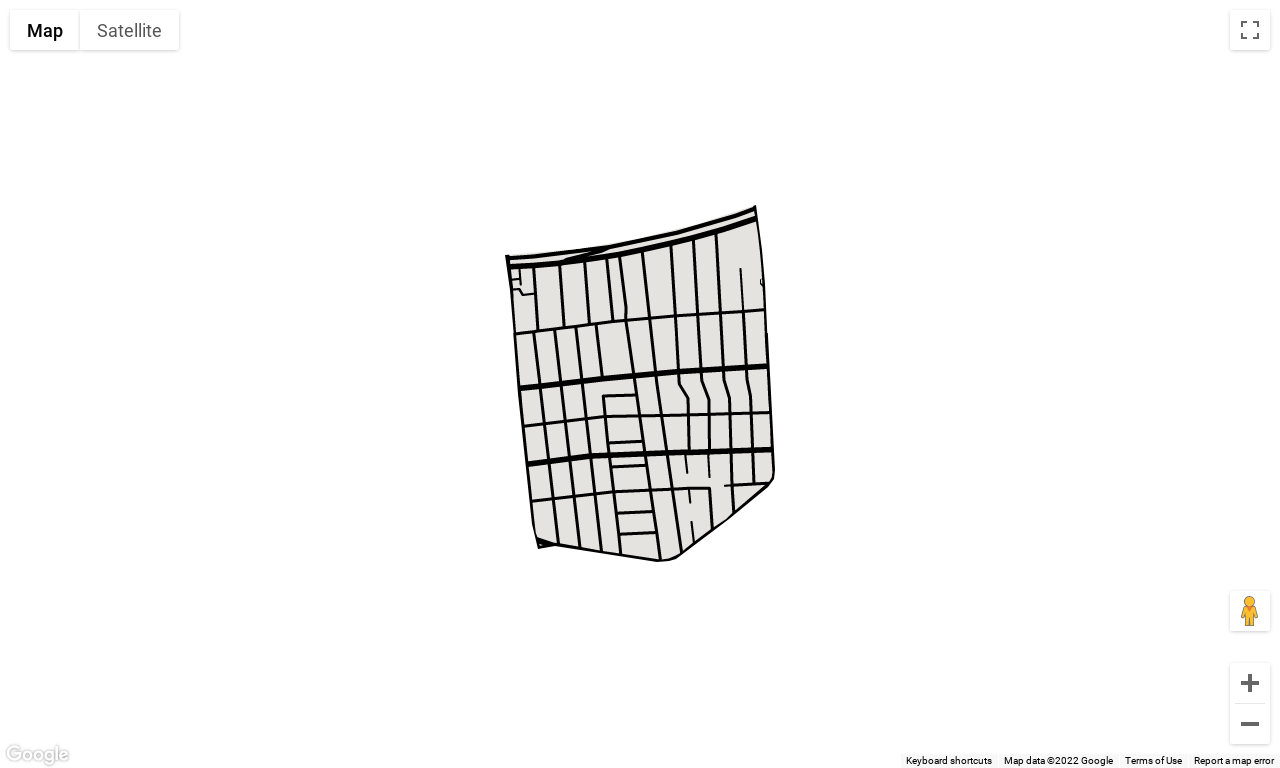 Map Satellite
Google
Keyboard shortcuts Map data ©2022 Google Terms of Use Report a map error